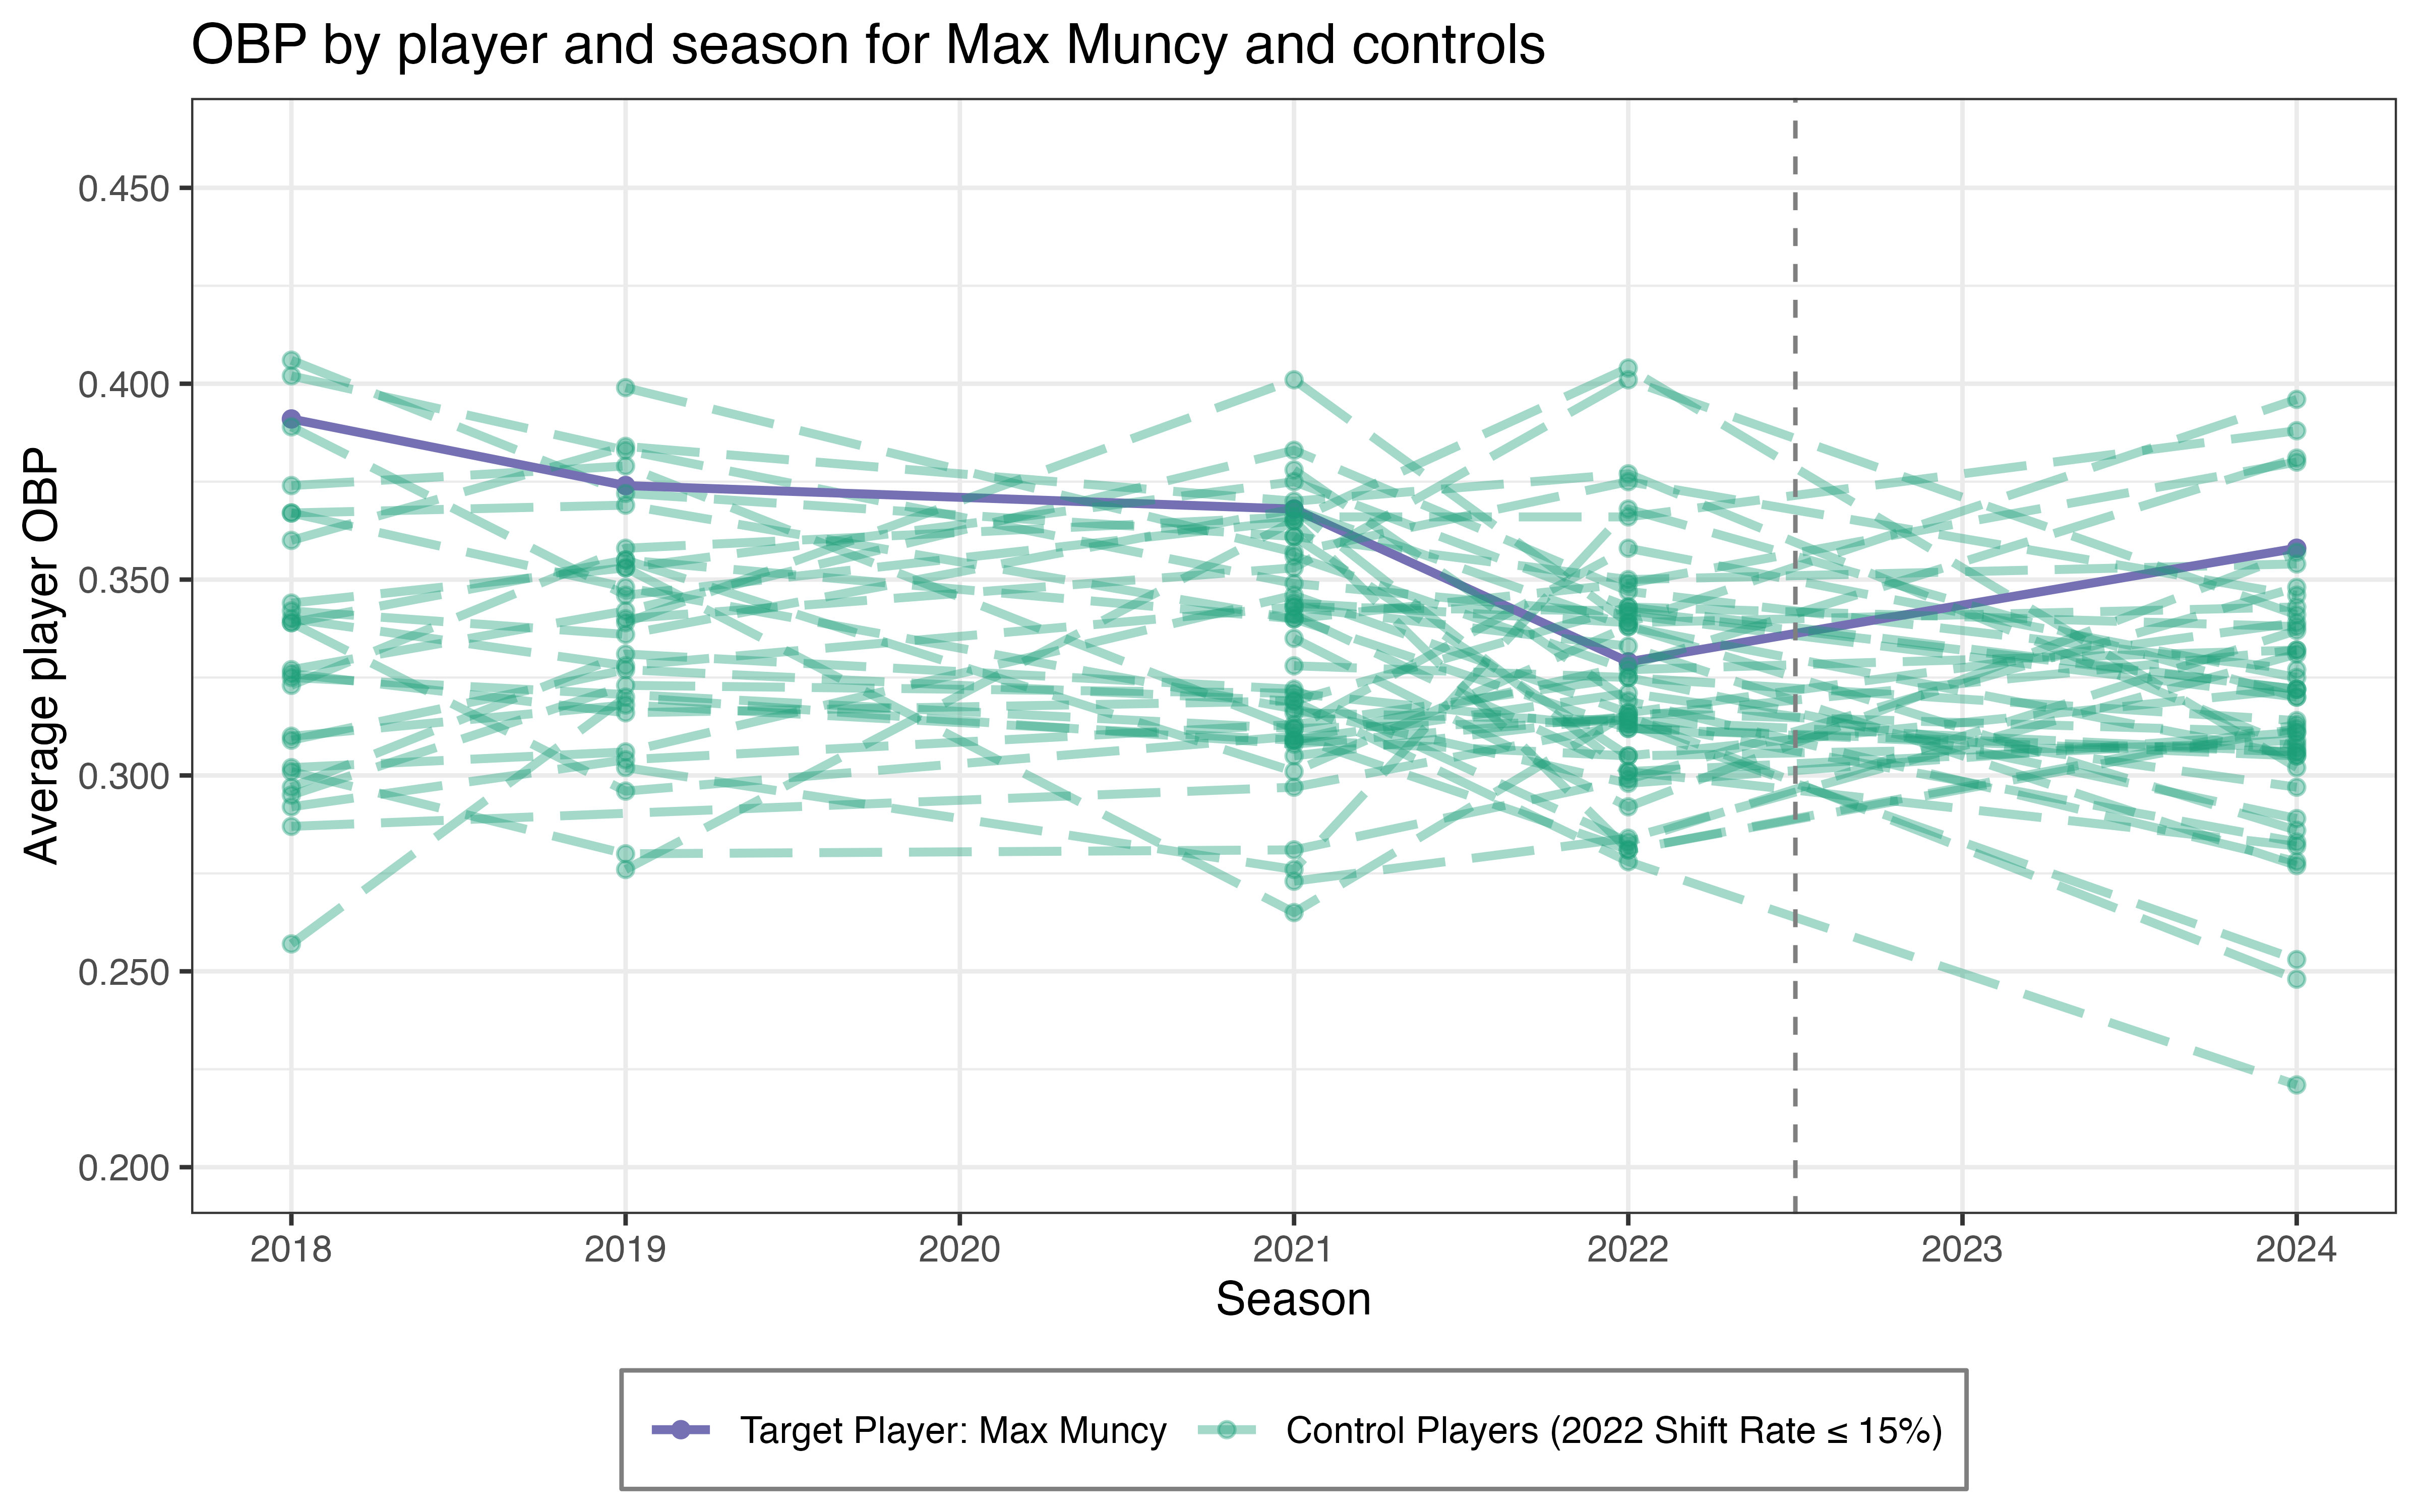 OBP by player and season for Max Muncy and controls
Average player OBP
0.450
0.400
0.350
0.300
0.250
0.200
2018 2019 2020 2021 2022 2023 2024
Season
Target Player: Max Muncy Control Players (2022 Shift Rate ≤ 15%)